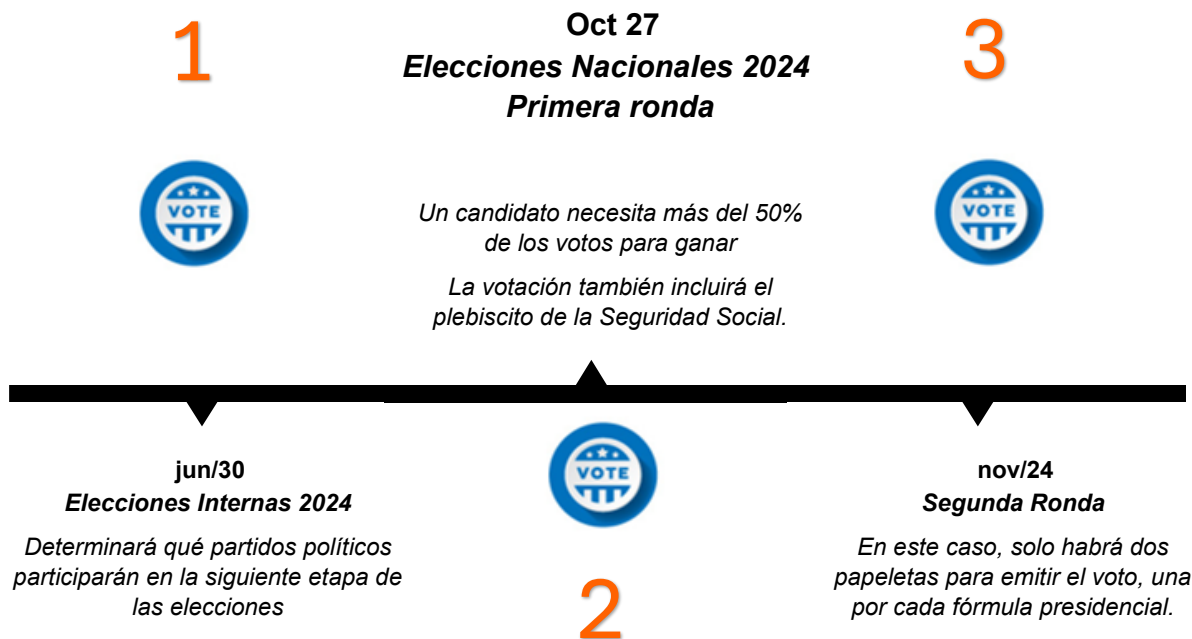 1
VOTE
jun/30
Elecciones Internas 2024
Determinará qué partidos políticos
participarán en la siguiente etapa de
las elecciones
Oct 27
Elecciones Nacionales 2024
Primera ronda
Un candidato necesita más del 50%
de los votos para ganar
La votación también incluirá el
plebiscito de la Seguridad Social.
VOTE
2
3
VOTE
nov/24
Segunda Ronda
En este caso, solo habrá dos
papeletas para emitir el voto, una
por cada fórmula presidencial.